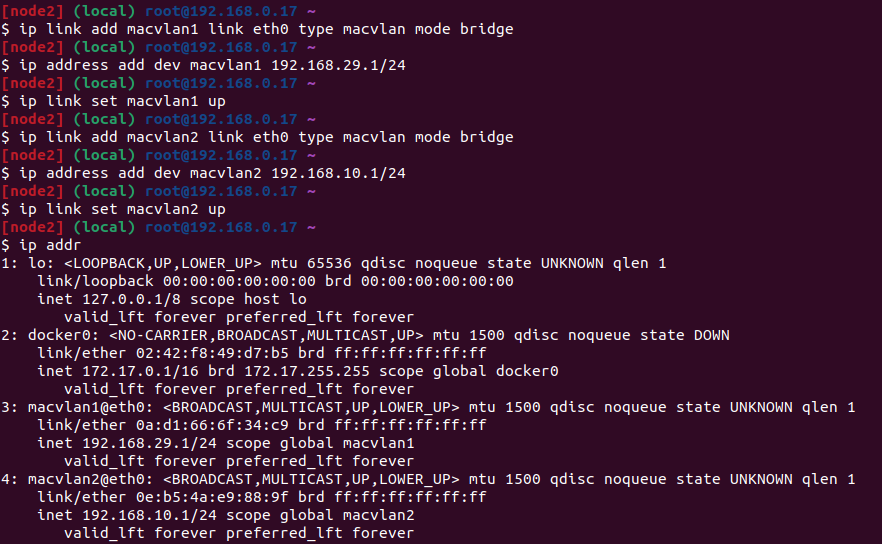 [node2] (local) root@192.168.0.17 ~
$ ip link add macvlan1 link eth0 type macvlan mode bridge
[node2] (local) root@192.168.0.17 ~
$ ip address add dev macvlan1 192.168.29.1/24
[node2] (local) root@192.168.0.17 ~
$ ip link set macvlan1 up
[node2] (local) root@192.168.0.17 ~
$ ip link add macvlan2 link eth0 type macvlan mode bridge
[node2] (local) root@192.168.0.17 ~
$ ip address add dev macvlan2 192.168.10.1/24
[node2] (local) root@192.168.0.17 ~
$ ip link set macvlan2 up
[node2] (local) root@192.168.0.17 ~
$ ip addr
1: lo: <LOOPBACK,UP,LOWER_UP> mtu 65536 qdisc noqueue state UNKNOWN qlen 1
    link/loopback 00:00:00:00:00:00 brd 00:00:00:00:00:00
    inet 127.0.0.1/8 scope host lo
       valid_lft forever preferred_lft forever
2: docker0: <NO-CARRIER,BROADCAST,MULTICAST,UP> mtu 1500 qdisc noqueue state DOWN
    link/ether 02:42:f8:49:d7:b5 brd ff:ff:ff:ff:ff:ff
    inet 172.17.0.1/16 brd 172.17.255.255 scope global docker0
       valid_lft forever preferred_lft forever
3: macvlan1@eth0: <BROADCAST,MULTICAST,UP,LOWER_UP> mtu 1500 qdisc noqueue state UNKNOWN qlen 1
    link/ether 0a:d1:66:6f:34:c9 brd ff:ff:ff:ff:ff:ff
    inet 192.168.29.1/24 scope global macvlan1
       valid_lft forever preferred_lft forever
4: macvlan2@eth0: <BROADCAST,MULTICAST,UP,LOWER_UP> mtu 1500 qdisc noqueue state UNKNOWN qlen 1
    link/ether 0e:b5:4a:e9:88:9f brd ff:ff:ff:ff:ff:ff
    inet 192.168.10.1/24 scope global macvlan2
       valid_lft forever preferred_lft forever